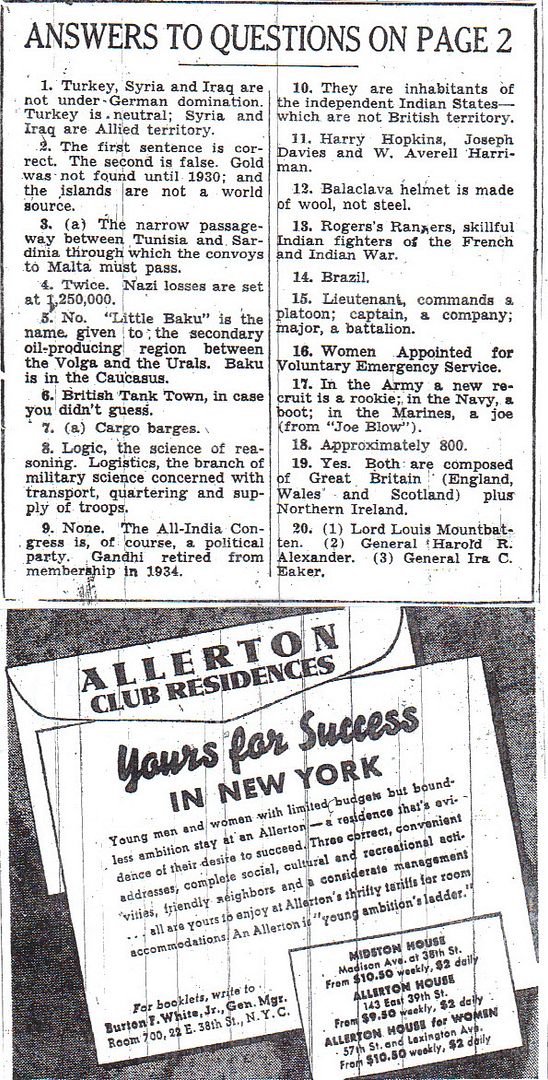 ANSWERS TO QUESTIONS ON PAGE 2
1. Turkey, Syria and Iraq are
not under German domination.
Turkey is neutral; Syria and
Iraq are Allied territory.
2. The first sentence is cor-
rect. The second is false. Gold
was not found until 1930; and
the islands are not a world
source.
3. (a) The narrow passage-
way between Tunisia and Sar-
dinia through which the convoys
to Malta must pass.
4. Twice. Nazi losses are set
at 1,250,000.
5. No. "Little Baku" is the
name given to the secondary
oil-producing region between
the Volga and the Urals. Baku
is in the Caucasus.
6. British Tank Town, in case
you didn't guess.
7. (a) Cargo barges.
8. Logic, the science of rea-
soning. Logistics, the branch of
military science concerned with
transport, quartering and sup-
ply of troops.
9. None. The All-India Con-
gress is, of course, a political
party. Gandhi retired from
membership in 1934.
10. They are inhabitants of
the independent Indian States—
which are not British territory.
11. Harry Hopkins, Joseph
Davies and W. Averell Harri-
man.
12. Balaclava helmet is made
of wool, not steel.
13. Rogers's Rangers, skillful
Indian fighters of the French
and Indian War.
14. Brazil.
15. Lieutenant, commands a
platoon; captain, a company;
major, a battalion.
16. Women Appointed for
Voluntary Emergency Service.
17. In the Army a new re-
cruit is a rookie; in the Navy, a
boot; in the Marines, a joe
(from "Joe Blow").
18. Approximately 800.
19. Yes. Both are composed
of Great Britain (England,
Wales and Scotland) plus
Northern Ireland.
20. (1) Lord Louis Mountbat-
ten. (2) General Harold R.
Alexander. (3) General Ira C.
Eaker.
ALLERTON
CLUB RESIDENCES
Yours for Success
IN NEW YORK
Young men and women with limited budgets but bound-
less ambition stay at an Allerton—a residence that's evi-
dence of their desire to succeed. Three correct, convenient
addresses, complete social, cultural and recreational acti-
vities, friendly neighbors and a considerate management
... all are yours to enjoy at Allerton's thrifty tariffs for room
accommodations. An Allerton is "young ambition's ladder."
For booklets, write to
Burton F. White, Jr., Gen. Mgr.
Room 700, 22 E. 38th St., N.Y.C.
MIDSTON HOUSE
Madison Ave. at 38th St.
From $10.50 weekly, $2 daily
ALLERTON HOUSE
143 East 39th St.
From $9.50 weekly, $2 daily
ALLERTON HOUSE for WOMEN
57th St. and Lexington Ave.
From $10.50 weekly, $2 daily